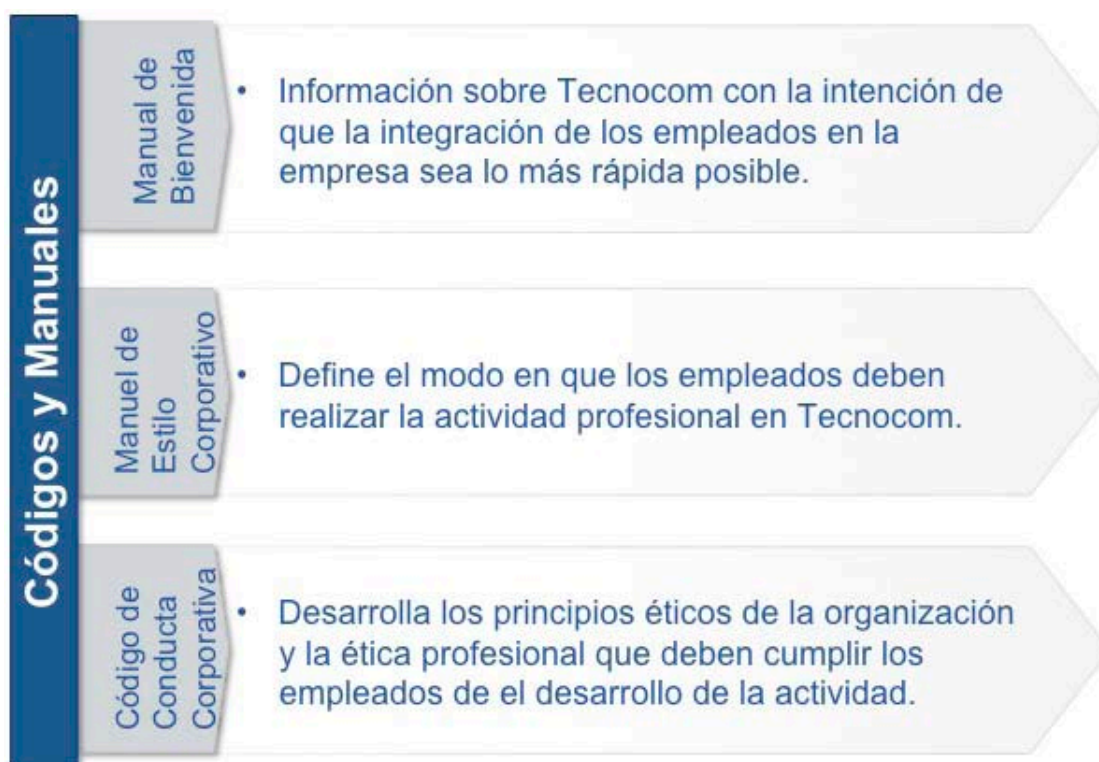 Códigos y Manuales
Manual de
Bienvenida
• Información sobre Tecnocom con la intención de
que la integración de los empleados en la
empresa sea lo más rápida posible.
Manuel de
Estilo
Corporativo
• Define el modo en que los empleados deben
realizar la actividad profesional en Tecnocom.
Código de
Conducta
Corporativa
• Desarrolla los principios éticos de la organización
y la ética profesional que deben cumplir los
empleados de el desarrollo de la actividad.